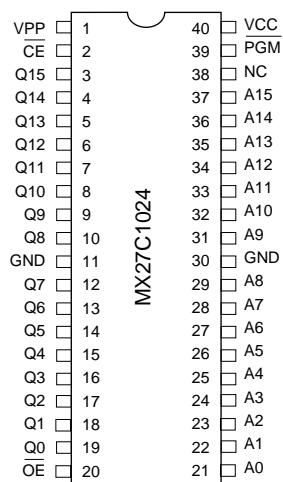 VPP 1 40 VCC
CE 2 39 PGM
Q15 3 38 NC
Q14 4 37 A15
Q13 5 36 A14
Q12 6 35 A13
Q11 7 34 A12
Q10 8 33 A11
Q9 9 32 A10
Q8 10 31 A9
GND 11 30 GND
Q7 12 29 A8
Q6 13 28 A7
Q5 14 27 A6
Q4 15 26 A5
Q3 16 25 A4
Q2 17 24 A3
Q1 18 23 A2
Q0 19 22 A1
OE 20 21 A0
MX27C1024